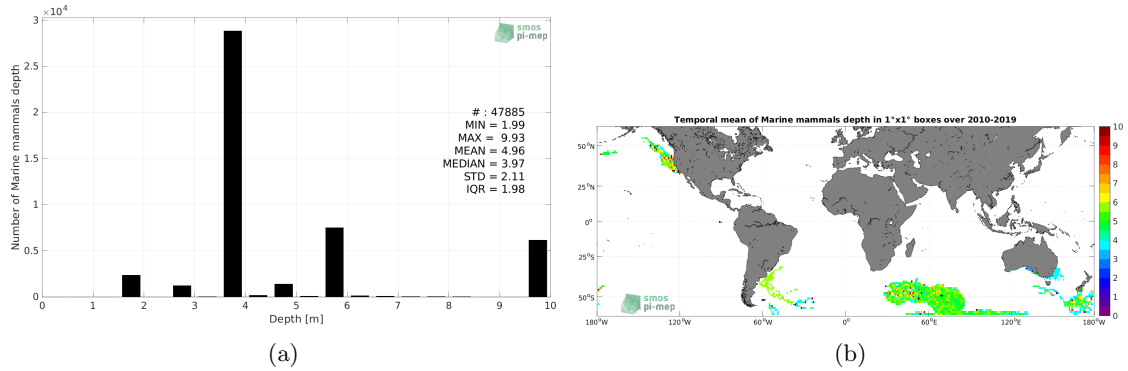 ×10⁴
3
2.5
2
1.5
1
0.5
0
0 1 2 3 4 5 6 7 8 9 10
Depth [m]
Number of Marine mammals depth
smos
pi-mep
# : 47885
MIN = 1.99
MAX = 9.93
MEAN = 4.96
MEDIAN = 3.97
STD = 2.11
IQR = 1.98
(a)
Temporal mean of Marine mammals depth in 1°x1° boxes over 2010-2019
50°N
25°N
0°
25°S
50°S
180°W 120°W 60°W 0°W 60°E 120°E 180°W
smos
pi-mep
10
9
8
7
6
5
4
3
2
1
0
(b)